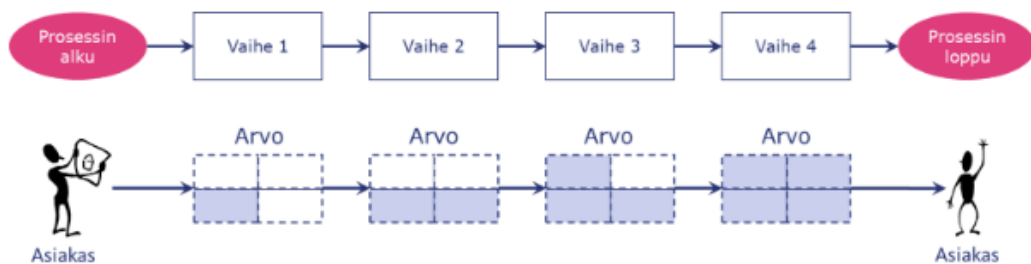 Prosessin
alku
Vaihe 1
Vaihe 2
Vaihe 3
Vaihe 4
Prosessin
loppu
Arvo
Arvo
Arvo
Arvo
θ
Asiakas
Asiakas